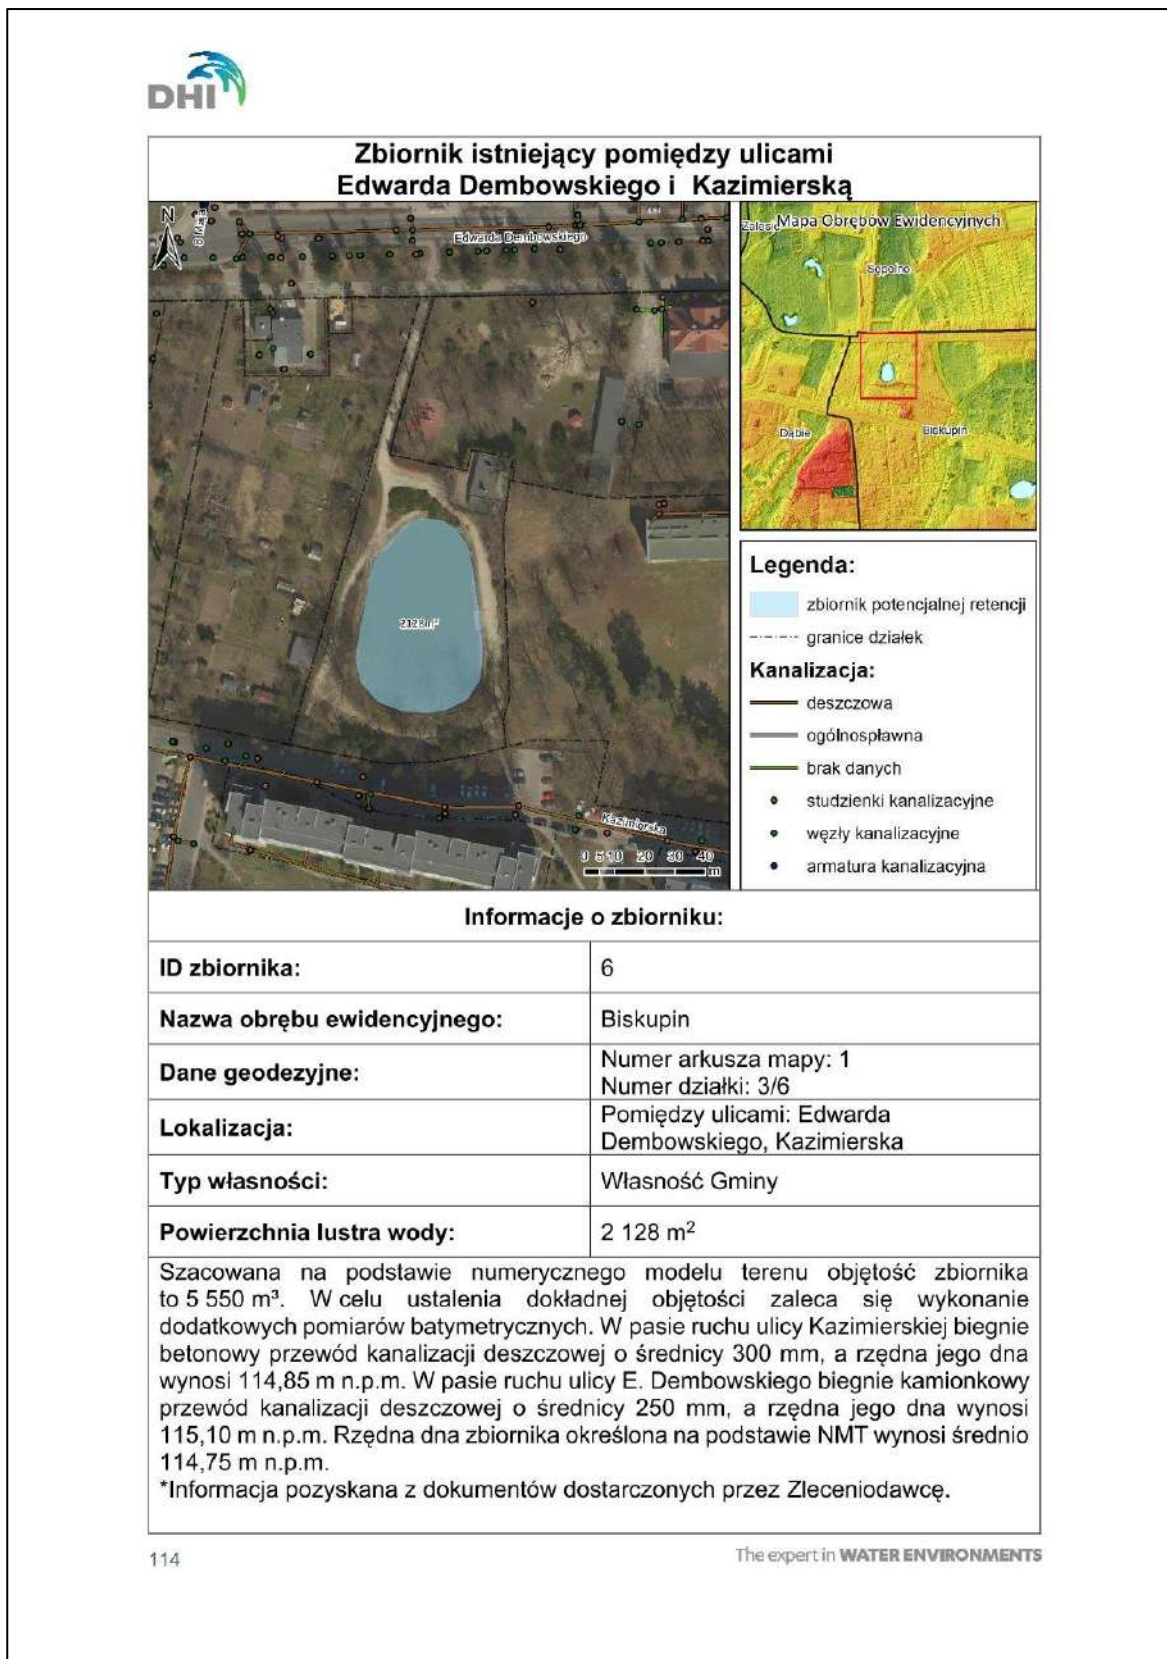 DHI
Zbiornik istniejący pomiędzy ulicami
Edwarda Dembowskiego i Kazimierską
N
8 Maja
Edwarda Dembowskiego
2128m²
Kazimierska
0 5 10 20 30 40
m
Mapa Obrębów Ewidencyjnych
Zalesie
Sępolno
Dąbie
Biskupin
Legenda:
zbiornik potencjalnej retencji
granice działek
Kanalizacja:
deszczowa
ogólnospławna
brak danych
studzienki kanalizacyjne
węzły kanalizacyjne
armatura kanalizacyjna
Informacje o zbiorniku:
ID zbiornika: 6
Nazwa obrębu ewidencyjnego: Biskupin
Dane geodezyjne: Numer arkusza mapy: 1
Numer działki: 3/6
Lokalizacja: Pomiędzy ulicami: Edwarda
Dembowskiego, Kazimierska
Typ własności: Własność Gminy
Powierzchnia lustra wody: 2 128 m²
Szacowana na podstawie numerycznego modelu terenu objętość zbiornika
to 5 550 m³. W celu ustalenia dokładnej objętości zaleca się wykonanie
dodatkowych pomiarów batymetrycznych. W pasie ruchu ulicy Kazimierskiej biegnie
betonowy przewód kanalizacji deszczowej o średnicy 300 mm, a rzędna jego dna
wynosi 114,85 m n.p.m. W pasie ruchu ulicy E. Dembowskiego biegnie kamionkowy
przewód kanalizacji deszczowej o średnicy 250 mm, a rzędna jego dna wynosi
115,10 m n.p.m. Rzędna dna zbiornika określona na podstawie NMT wynosi średnio
114,75 m n.p.m.
*Informacja pozyskana z dokumentów dostarczonych przez Zleceniodawcę.
114
The expert in WATER ENVIRONMENTS